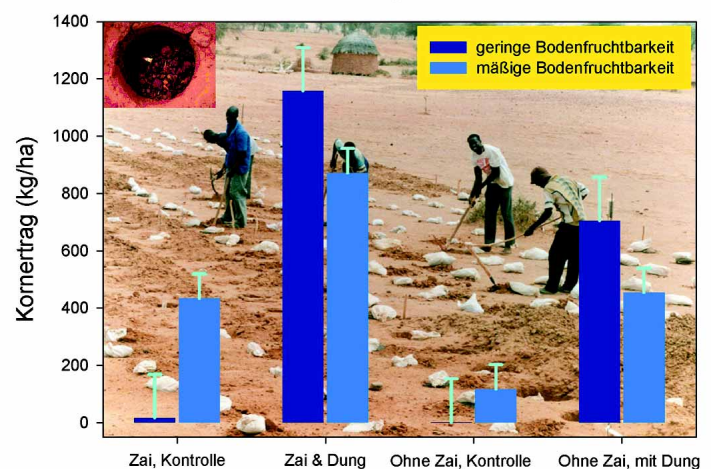 geringe Bodenfruchtbarkeit
mäßige Bodenfruchtbarkeit
Kornertrag (kg/ha)
1400
1200
1000
800
600
400
200
0
Zai, Kontrolle
Zai & Dung
Ohne Zai, Kontrolle
Ohne Zai, mit Dung